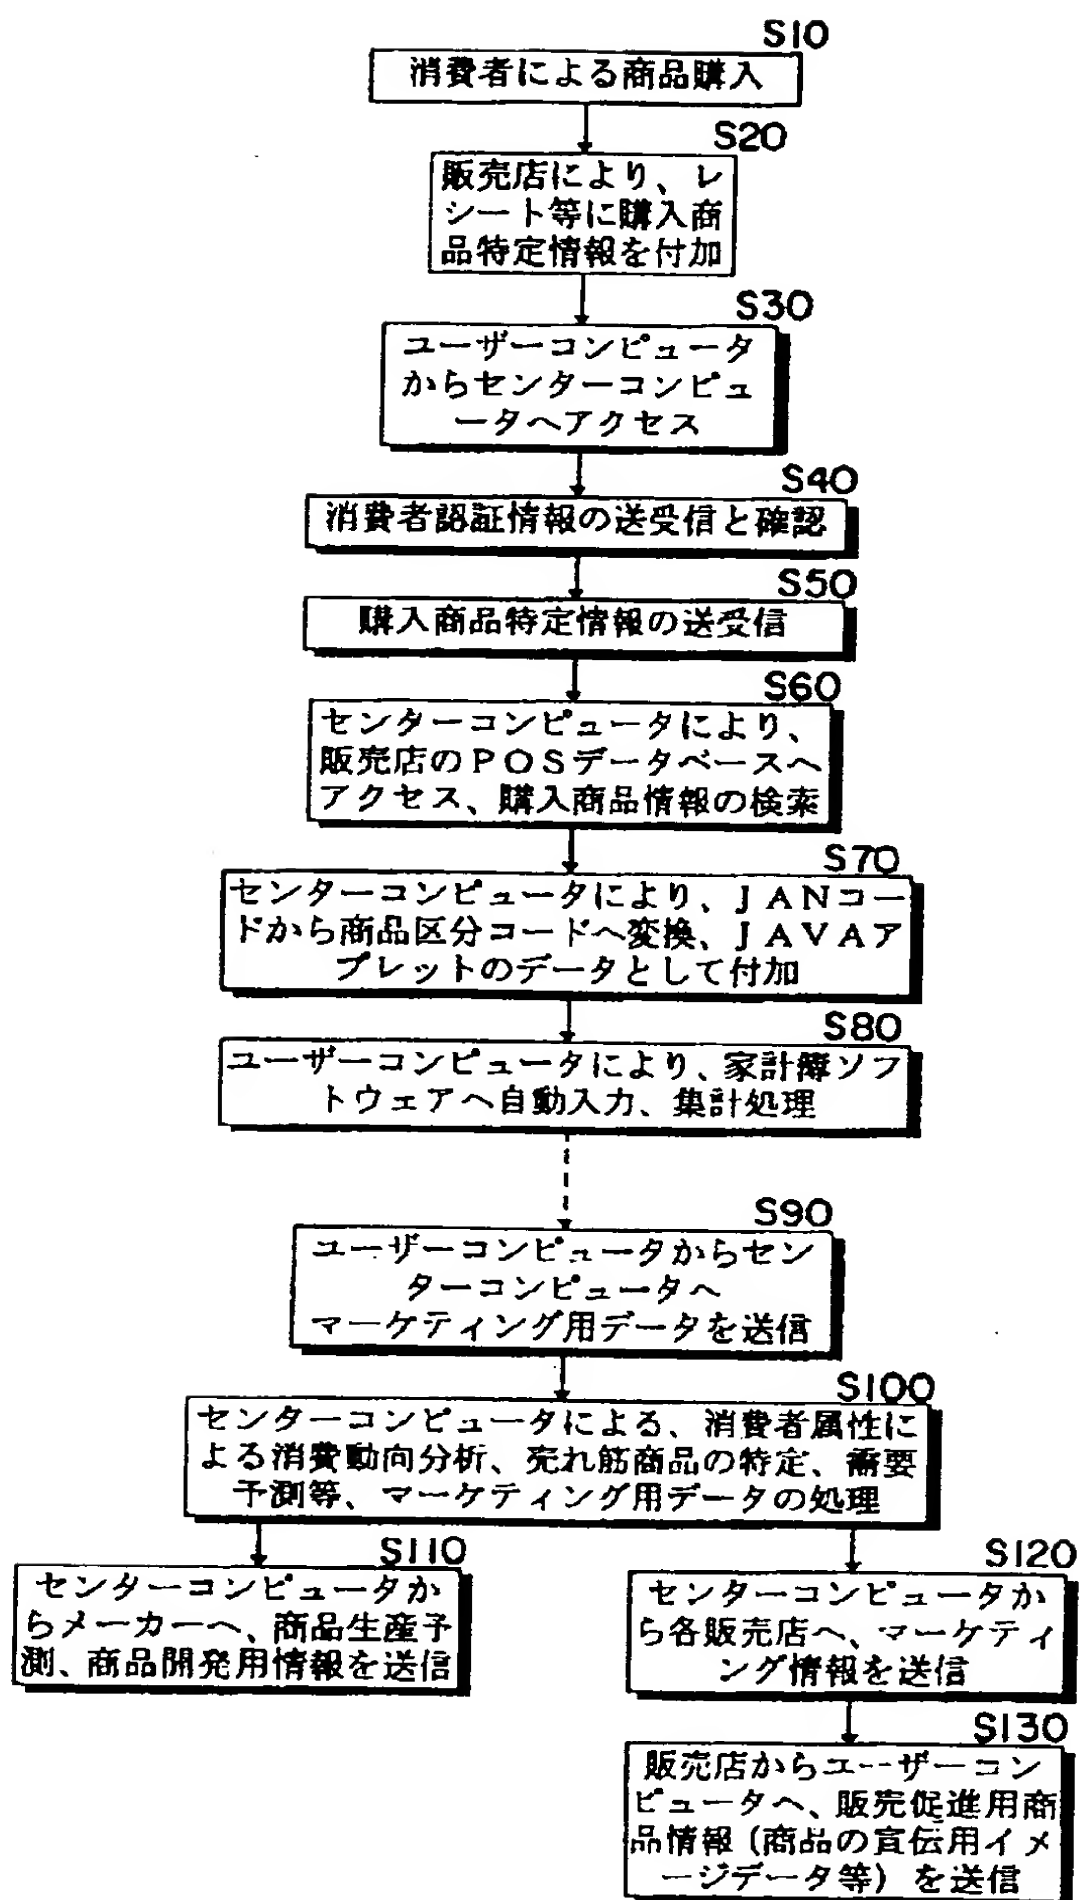 S10
消費者による商品購入
S20
販売店により、レ
シート等に購入商
品特定情報を付加
S30
ユーザーコンピュータ
からセンターコンピュ
ータへアクセス
S40
消費者認証情報の送受信と確認
S50
購入商品特定情報の送受信
S60
センターコンピュータにより、
販売店のPOSデータベースへ
アクセス、購入商品情報の検索
S70
センターコンピュータにより、JANコー
ドから商品区分コードへ変換、JAVAア
プレットのデータとして付加
S80
ユーザーコンピュータにより、家計簿ソフ
トウェアへ自動入力、集計処理
S90
ユーザーコンピュータからセン
ターコンピュータへ
マーケティング用データを送信
S100
センターコンピュータによる、消費者属性に
よる消費動向分析、売れ筋商品の特定、需要
予測等、マーケティング用データの処理
S110
センターコンピュータか
らメーカーへ、商品生産予
測、商品開発用情報を送信
S120
センターコンピュータか
ら各販売店へ、マーケティ
ング情報を送信
S130
販売店からユーザーコン
ピュータへ、販売促進用商
品情報(商品の宣伝用イメ
ージデータ等)を送信